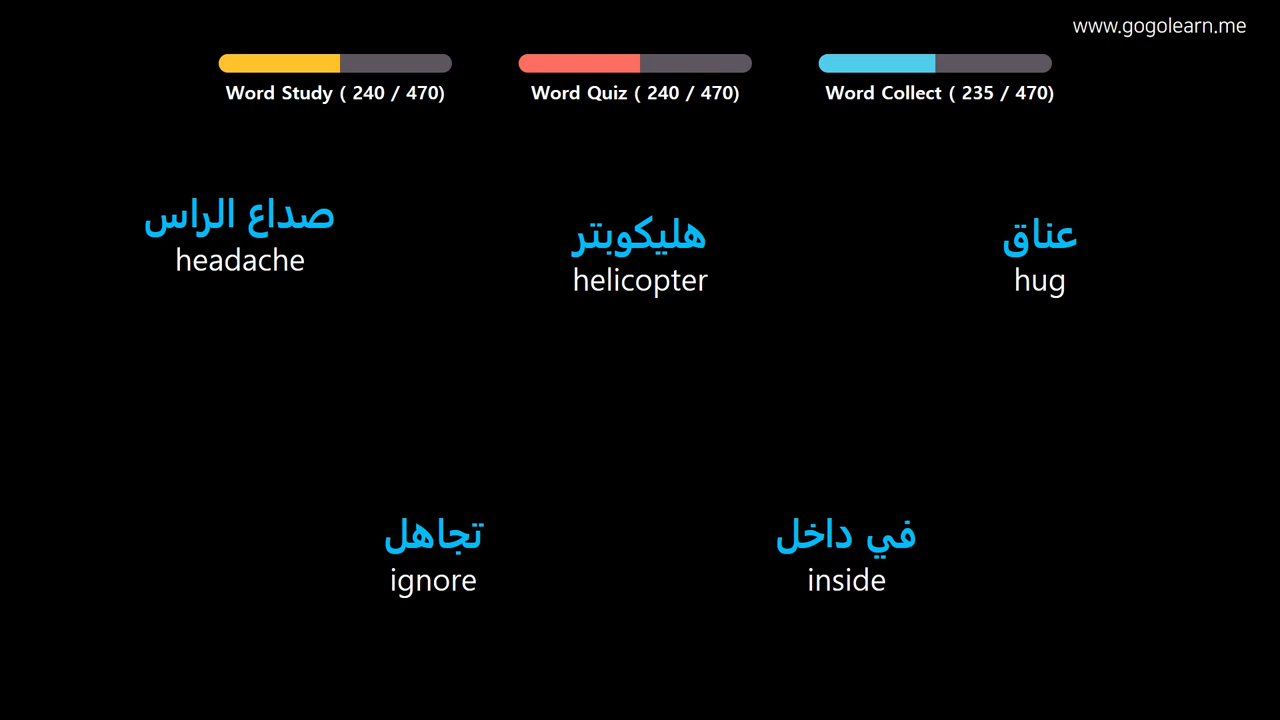 www.gogolearn.me
Word Study ( 240 / 470)
Word Quiz ( 240 / 470)
Word Collect ( 235 / 470)
صداع الراس
headache
هليكوبتر
helicopter
عناق
hug
تجاهل
ignore
في داخل
inside